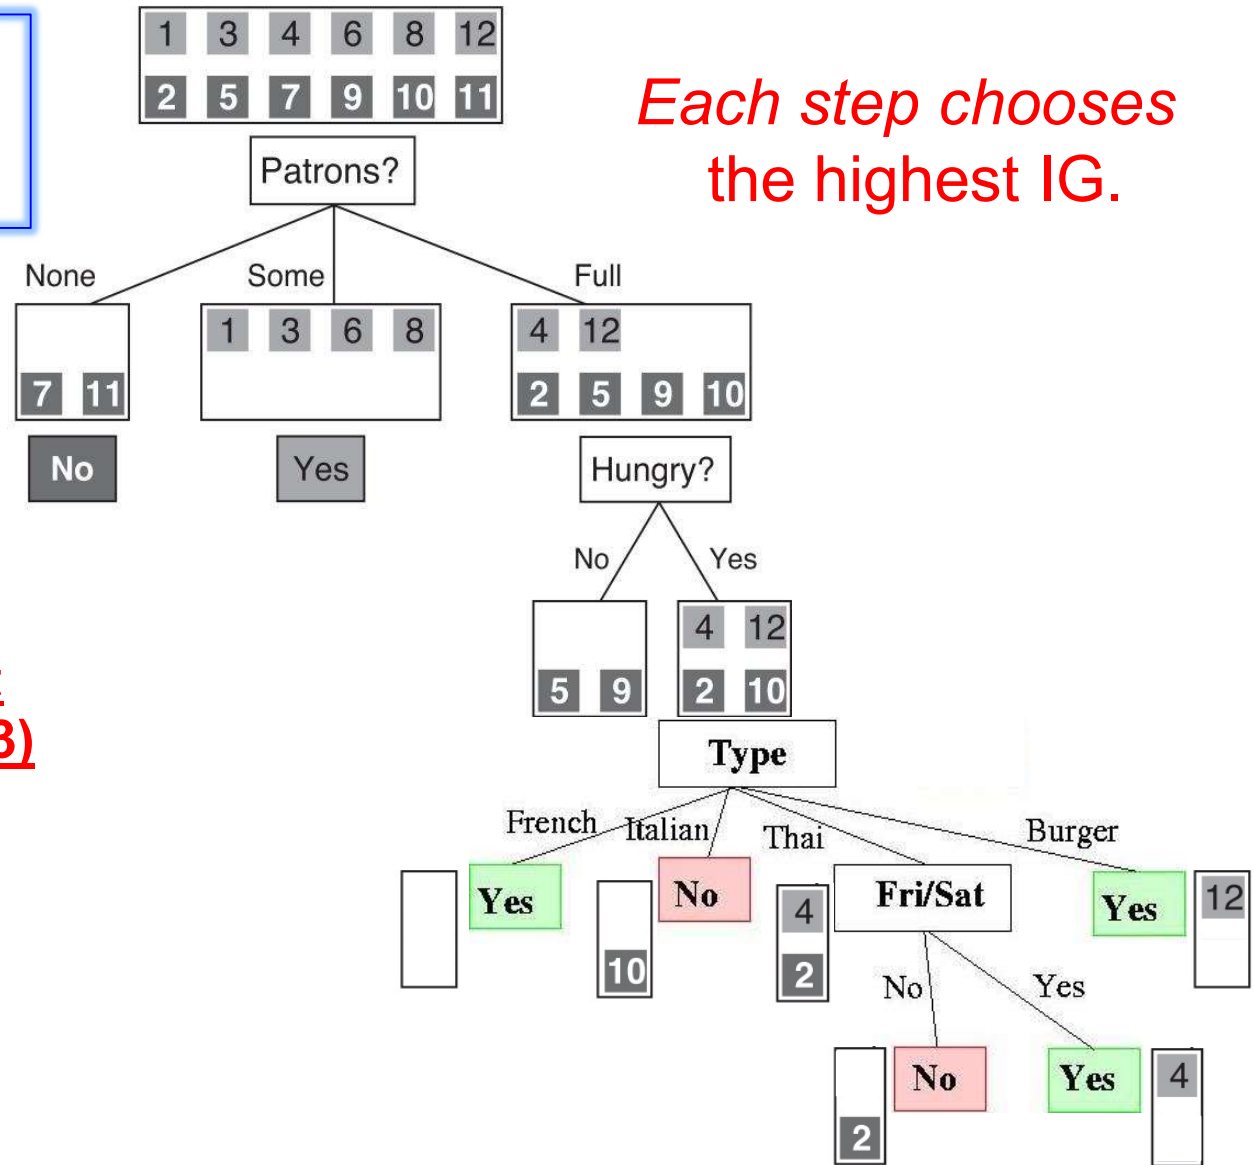 1 3 4 6 8 12
2 5 7 9 10 11
Each step chooses
the highest IG.
Patrons?
None Some Full
1 3 6 8 4 12
7 11 2 5 9 10
No Yes Hungry?
No Yes
4 12
5 9 2 10
3)
Type
French Italian Thai Burger
Yes No 4 Fri/Sat Yes 12
10 2
No Yes
No Yes 4
2